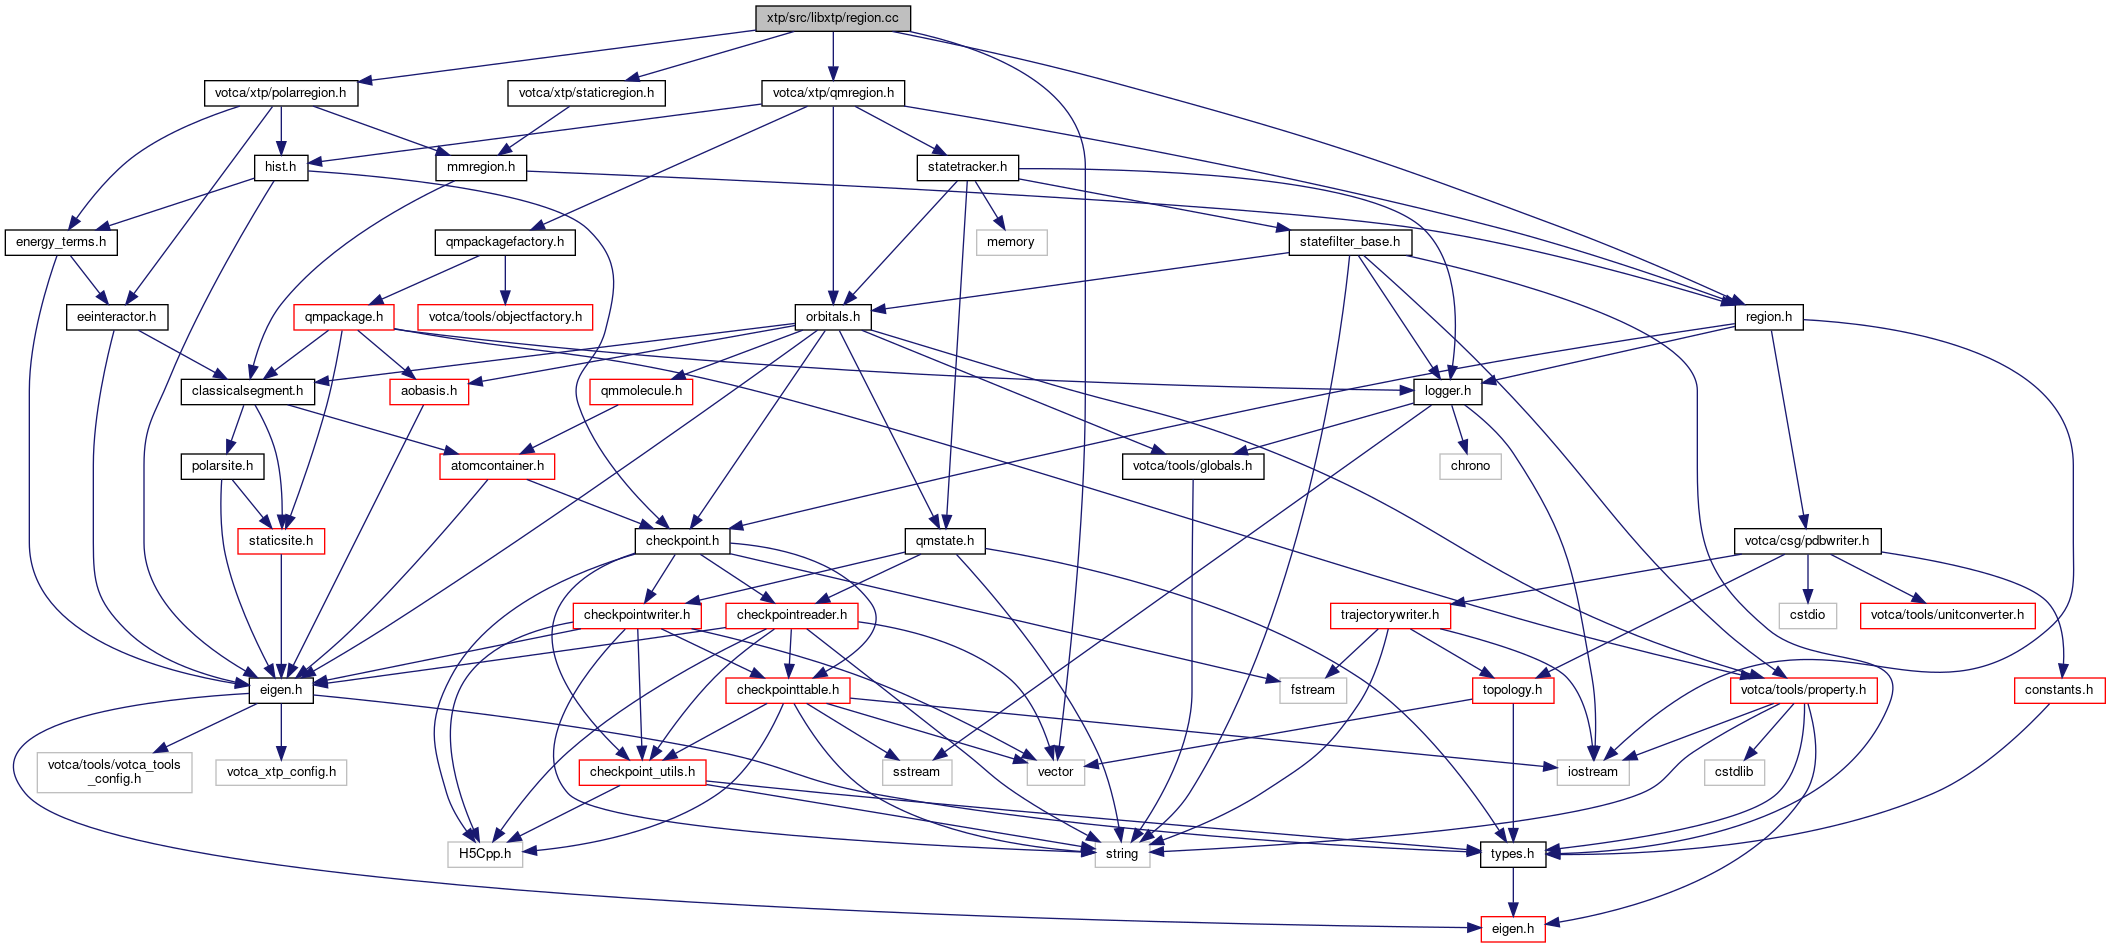 xtp/src/libxtp/region.cc
votca/xtp/polarregion.h
votca/xtp/staticregion.h
votca/xtp/qmregion.h
hist.h
mmregion.h
statetracker.h
energy_terms.h
qmpackagefactory.h
memory
statefilter_base.h
eeinteractor.h
qmpackage.h
votca/tools/objectfactory.h
orbitals.h
region.h
classicalsegment.h
aobasis.h
qmmolecule.h
logger.h
polarsite.h
atomcontainer.h
votca/tools/globals.h
chrono
staticsite.h
checkpoint.h
qmstate.h
votca/csg/pdbwriter.h
checkpointwriter.h
checkpointreader.h
trajectorywriter.h
cstdio
votca/tools/unitconverter.h
eigen.h
checkpointtable.h
fstream
topology.h
votca/tools/property.h
constants.h
votca/tools/votca_tools
_config.h
votca_xtp_config.h
checkpoint_utils.h
sstream
vector
iostream
cstdlib
H5Cpp.h
string
types.h
eigen.h